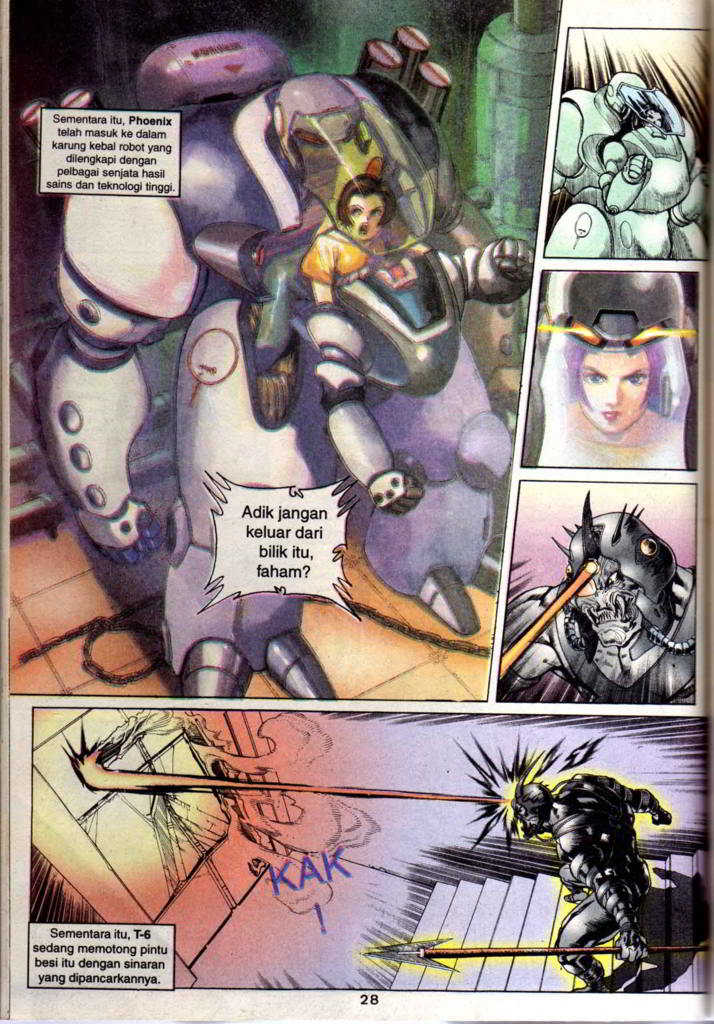 Sementara itu, Phoenix
telah masuk ke dalam
karung kebal robot yang
dilengkapi dengan
pelbagai senjata hasil
sains dan teknologi tinggi.
Adik jangan
keluar dari
bilik itu,
faham?
KAK
!
Sementara itu, T-6
sedang memotong pintu
besi itu dengan sinaran
yang dipancarkannya.
28